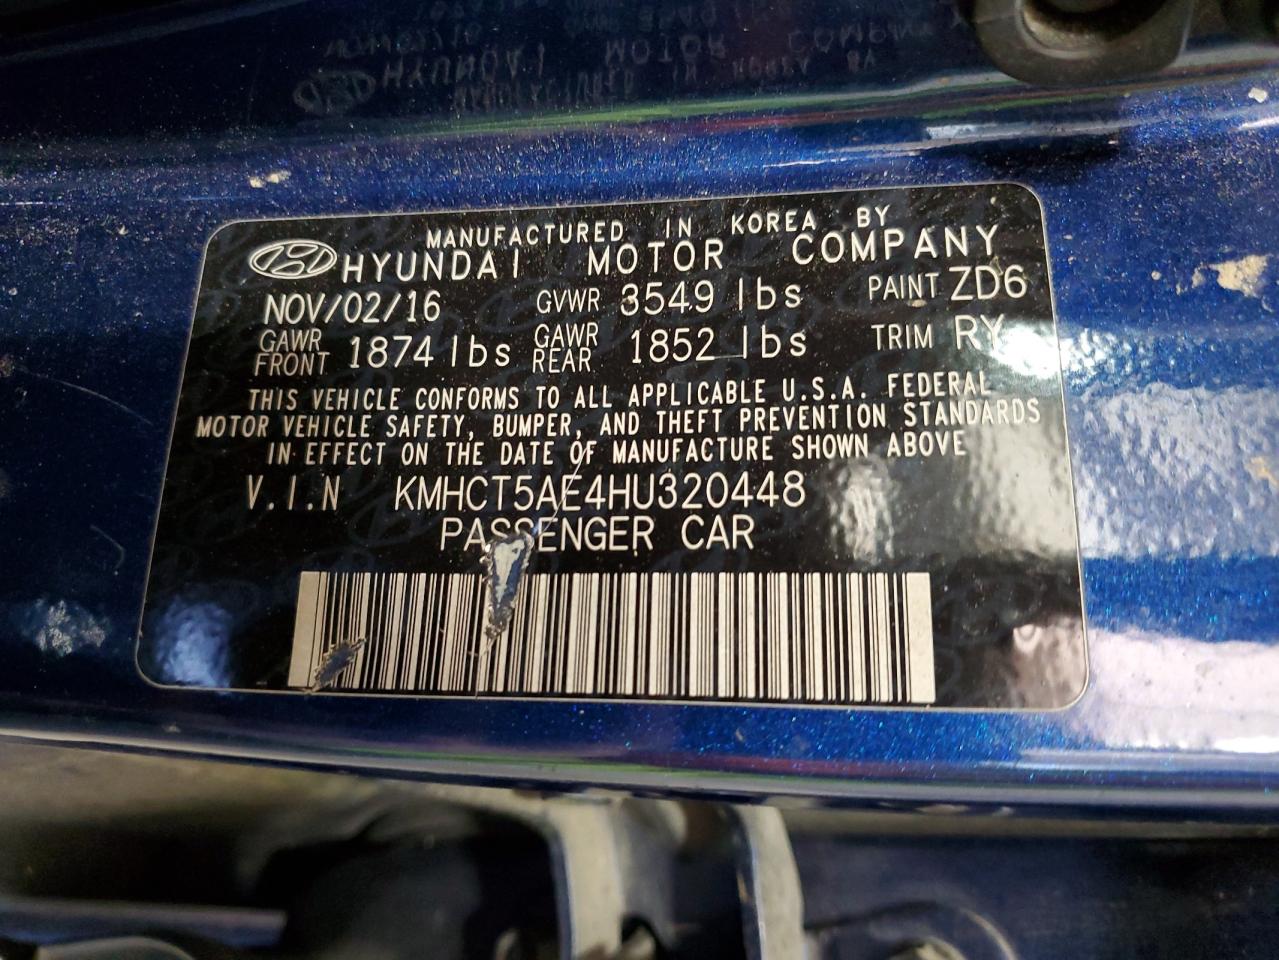 MANUFACTURED IN KOREA BY
HYUNDAI MOTOR COMPANY
NOV/02/16 GVWR 3549 lbs PAINT ZD6
GAWR FRONT 1874 lbs GAWR REAR 1852 lbs TRIM RY
THIS VEHICLE CONFORMS TO ALL APPLICABLE U.S.A. FEDERAL
MOTOR VEHICLE SAFETY, BUMPER, AND THEFT PREVENTION STANDARDS
IN EFFECT ON THE DATE OF MANUFACTURE SHOWN ABOVE
V.I.N KMHCT5AE4HU320448
PASSENGER CAR